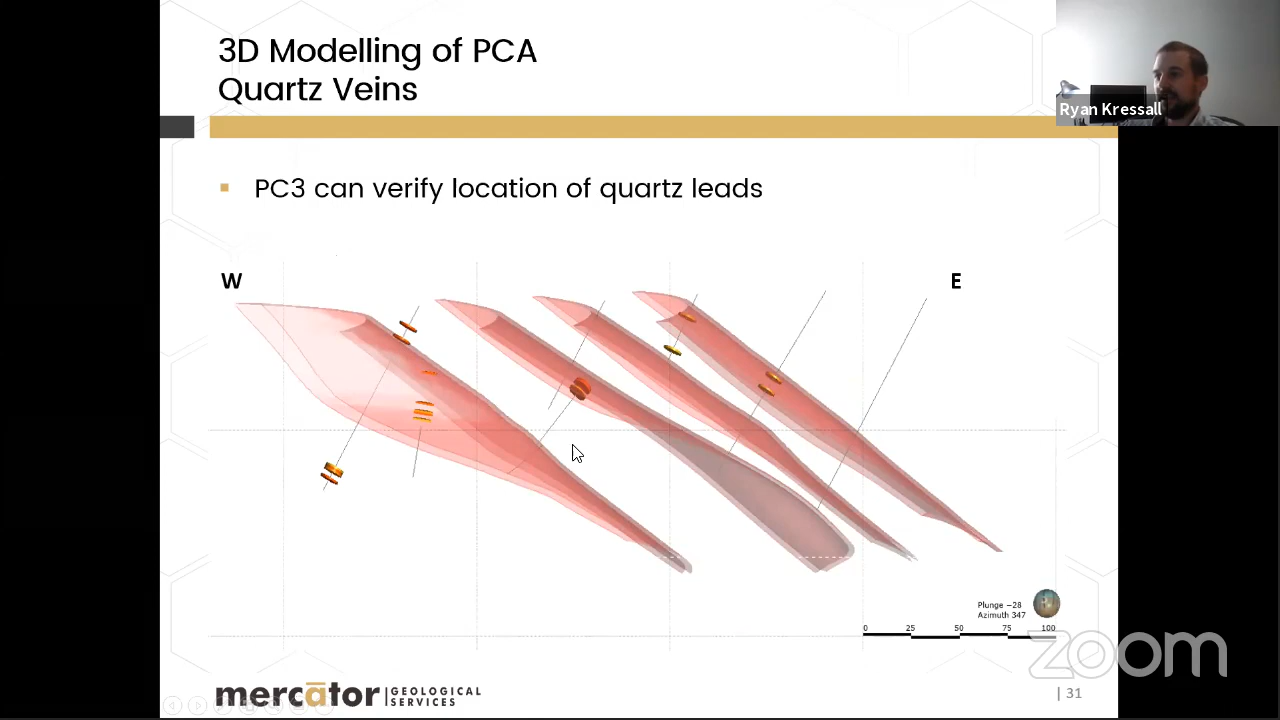 3D Modelling of PCA
Quartz Veins
Ryan Kressall
▪ PC3 can verify location of quartz leads
W
E
Plunge −28
Azimuth 347
0 25 50 75 100
zoom
mercātor | GEOLOGICAL
SERVICES
| 31